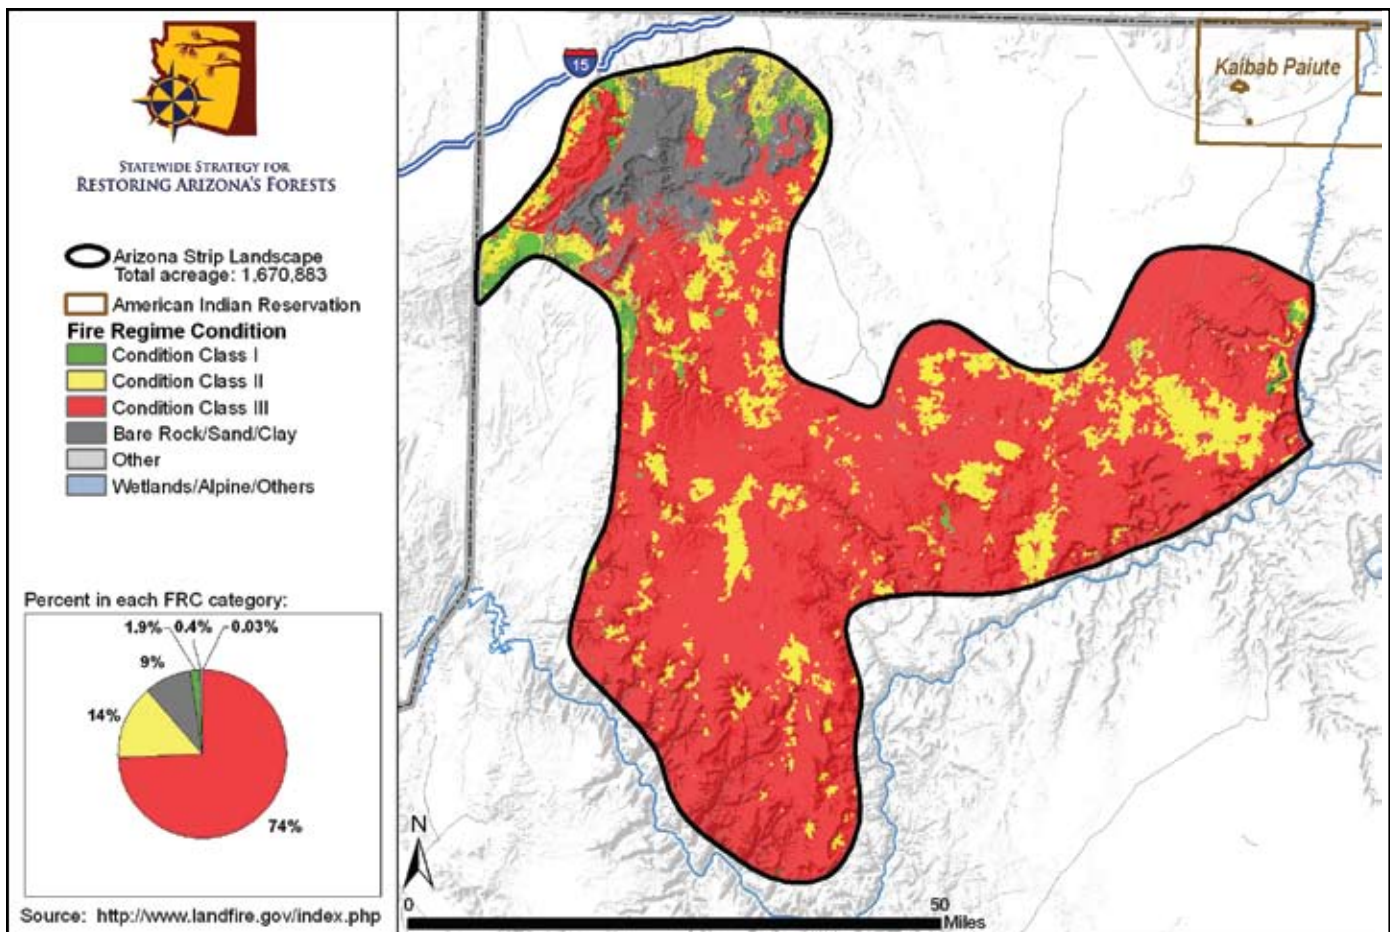 STATEWIDE STRATEGY FOR
RESTORING ARIZONA'S FORESTS
Arizona Strip Landscape
Total acreage: 1,670,883
American Indian Reservation
Fire Regime Condition
Condition Class I
Condition Class II
Condition Class III
Bare Rock/Sand/Clay
Other
Wetlands/Alpine/Others
Percent in each FRC category:
1.9%
0.4%
0.03%
9%
14%
74%
Source: http://www.landfire.gov/index.php
15
Kaibab Paiute
N
0
50
Miles